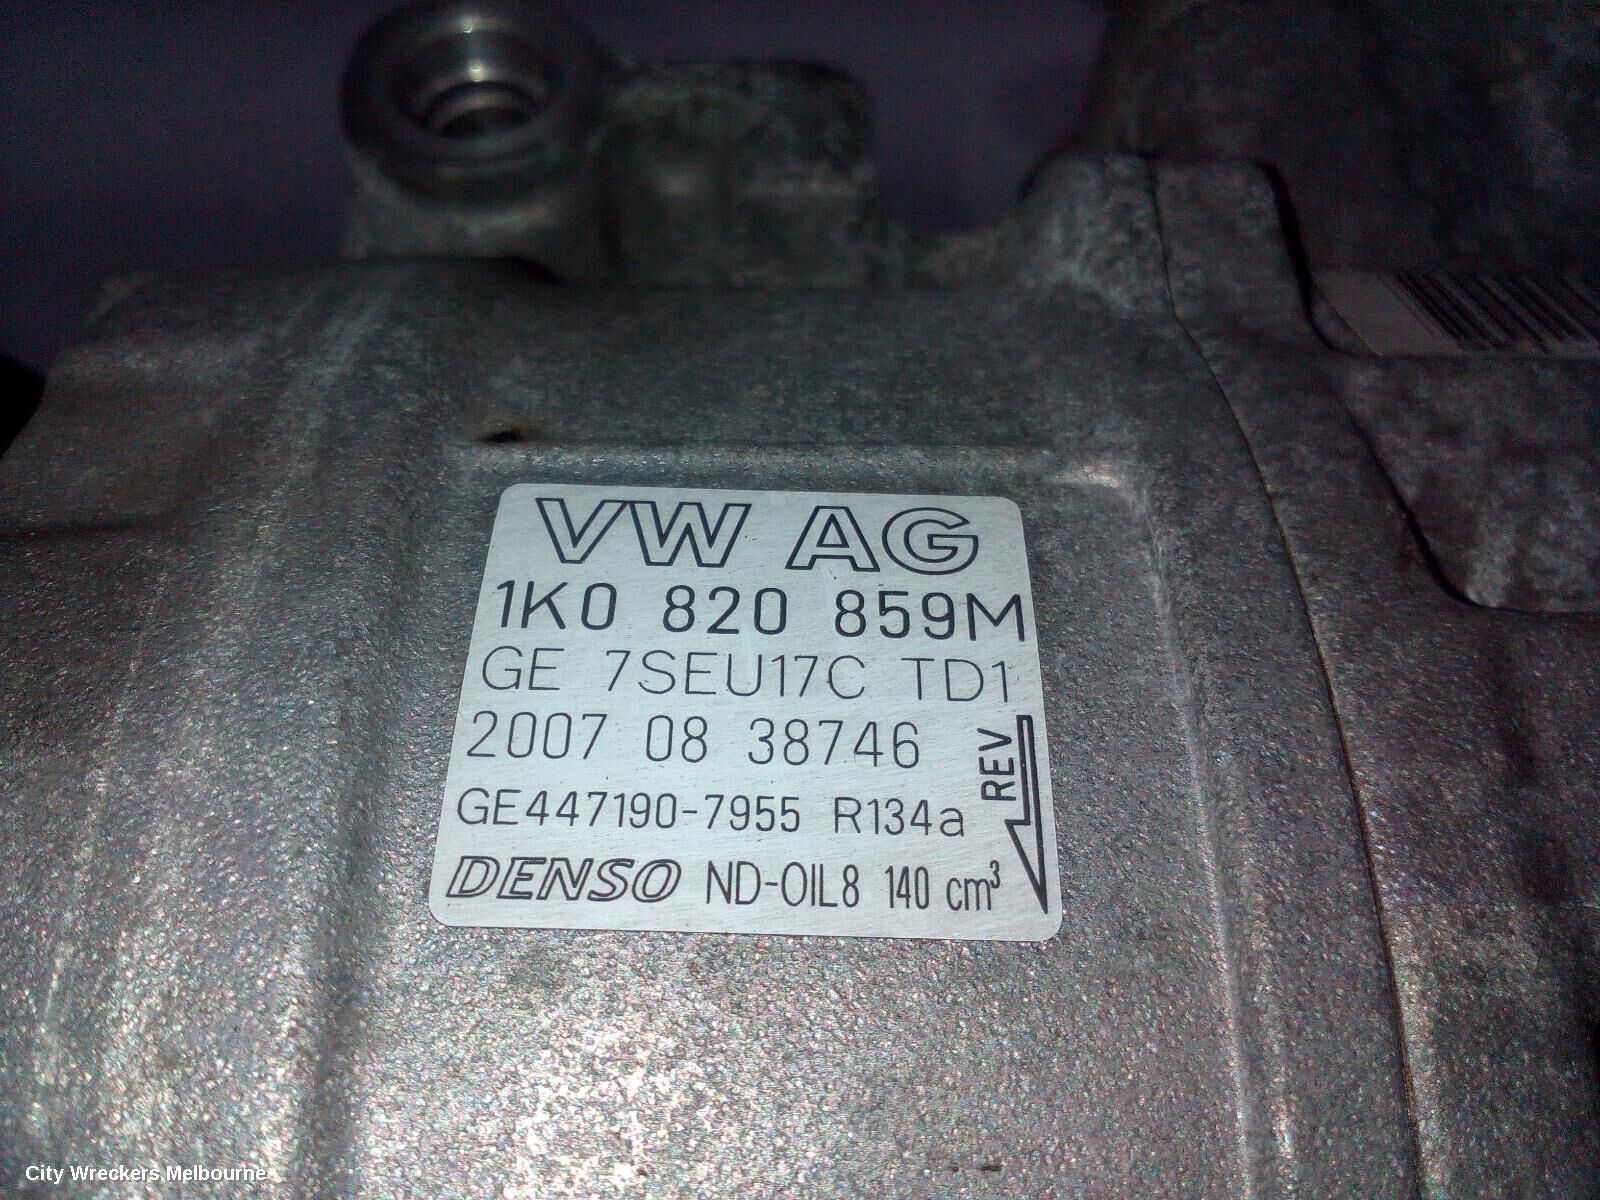 VW AG
1K0 820 859M
GE 7SEU17C TD1
2007 08 38746
REV
GE447190-7955 R134a
DENSO ND-OIL8 140 cm³
City Wreckers Melbourne